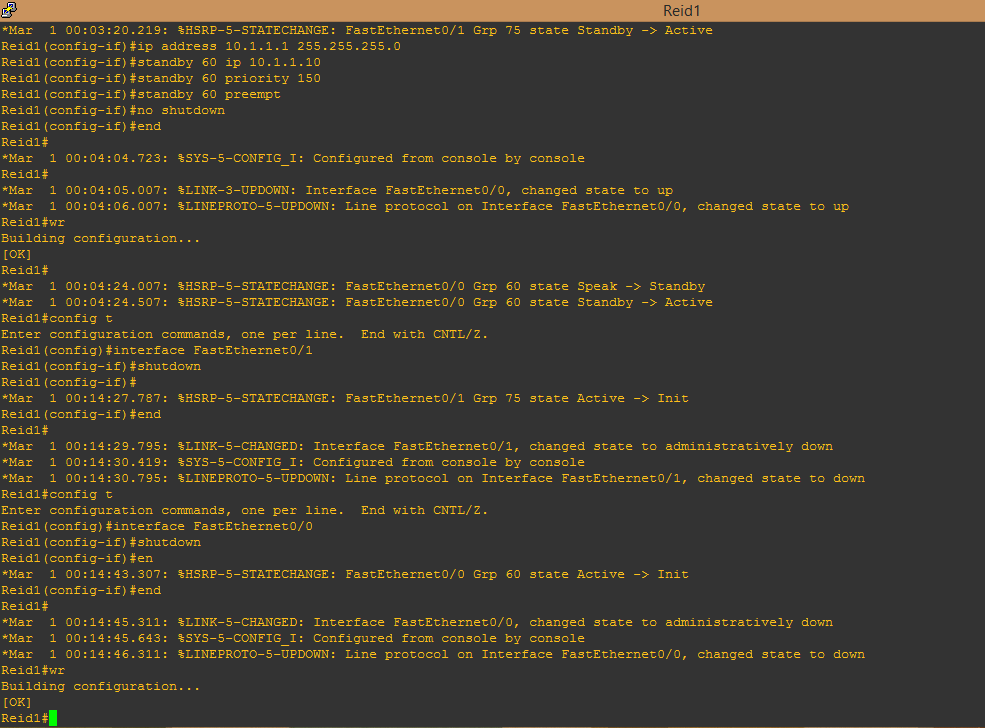 Reid1
*Mar  1 00:03:20.219: %HSRP-5-STATECHANGE: FastEthernet0/1 Grp 75 state Standby -> Active
Reid1(config-if)#ip address 10.1.1.1 255.255.255.0
Reid1(config-if)#standby 60 ip 10.1.1.10
Reid1(config-if)#standby 60 priority 150
Reid1(config-if)#standby 60 preempt
Reid1(config-if)#no shutdown
Reid1(config-if)#end
Reid1#
*Mar  1 00:04:04.723: %SYS-5-CONFIG_I: Configured from console by console
Reid1#
*Mar  1 00:04:05.007: %LINK-3-UPDOWN: Interface FastEthernet0/0, changed state to up
*Mar  1 00:04:06.007: %LINEPROTO-5-UPDOWN: Line protocol on Interface FastEthernet0/0, changed state to up
Reid1#wr
Building configuration...
[OK]
Reid1#
*Mar  1 00:04:24.007: %HSRP-5-STATECHANGE: FastEthernet0/0 Grp 60 state Speak -> Standby
*Mar  1 00:04:24.507: %HSRP-5-STATECHANGE: FastEthernet0/0 Grp 60 state Standby -> Active
Reid1#config t
Enter configuration commands, one per line.  End with CNTL/Z.
Reid1(config)#interface FastEthernet0/1
Reid1(config-if)#shutdown
Reid1(config-if)#
*Mar  1 00:14:27.787: %HSRP-5-STATECHANGE: FastEthernet0/1 Grp 75 state Active -> Init
Reid1(config-if)#end
Reid1#
*Mar  1 00:14:29.795: %LINK-5-CHANGED: Interface FastEthernet0/1, changed state to administratively down
*Mar  1 00:14:30.419: %SYS-5-CONFIG_I: Configured from console by console
*Mar  1 00:14:30.795: %LINEPROTO-5-UPDOWN: Line protocol on Interface FastEthernet0/1, changed state to down
Reid1#config t
Enter configuration commands, one per line.  End with CNTL/Z.
Reid1(config)#interface FastEthernet0/0
Reid1(config-if)#shutdown
Reid1(config-if)#en
*Mar  1 00:14:43.307: %HSRP-5-STATECHANGE: FastEthernet0/0 Grp 60 state Active -> Init
Reid1(config-if)#end
Reid1#
*Mar  1 00:14:45.311: %LINK-5-CHANGED: Interface FastEthernet0/0, changed state to administratively down
*Mar  1 00:14:45.643: %SYS-5-CONFIG_I: Configured from console by console
*Mar  1 00:14:46.311: %LINEPROTO-5-UPDOWN: Line protocol on Interface FastEthernet0/0, changed state to down
Reid1#wr
Building configuration...
[OK]
Reid1#